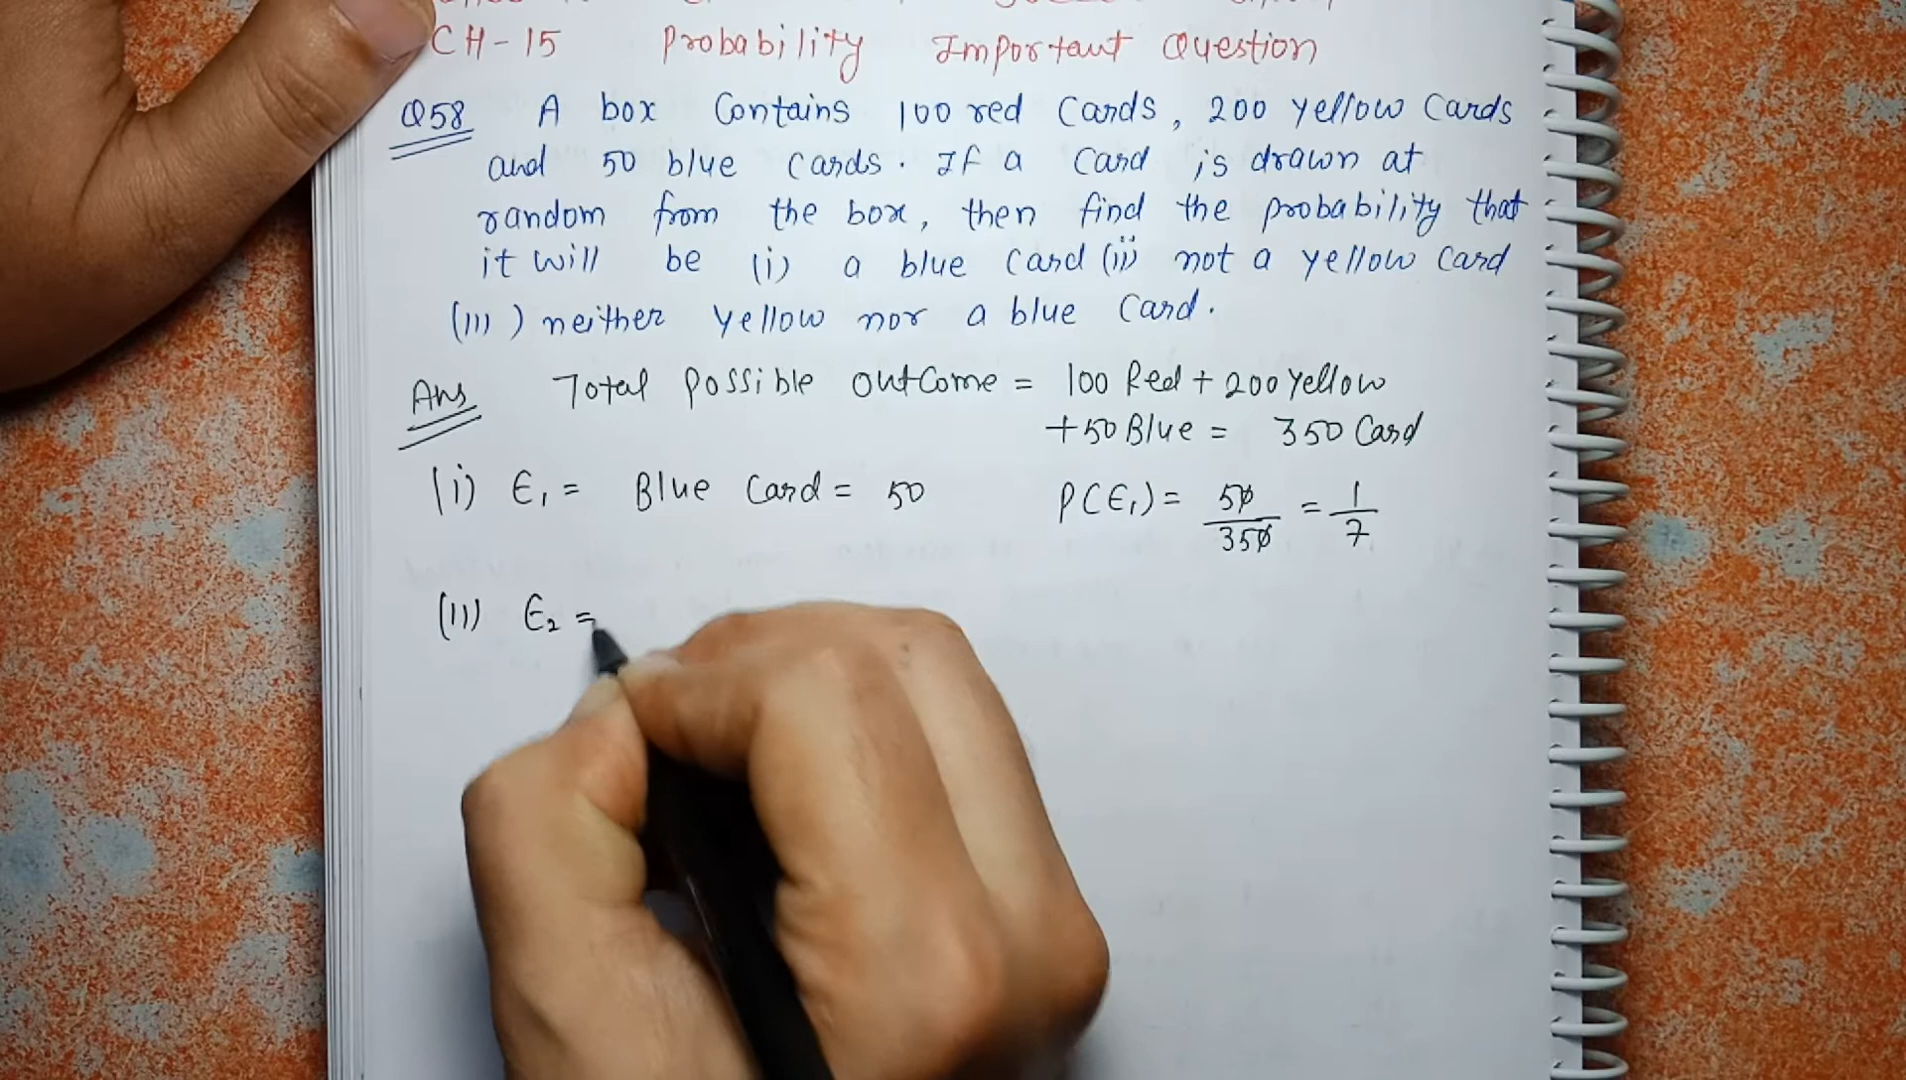 CH-15 Probability Important Question
Q58 A box Contains 100 red Cards, 200 yellow Cards
and 50 blue cards. If a Card is drawn at
random from the box, then find the probability that
it will be (i) a blue Card (ii) not a yellow Card
(iii) neither yellow nor a blue Card.
Ans Total Possible outcome = 100 Red + 200 Yellow
+50 Blue = 350 Card
(i) E₁ = Blue Card = 50 P(E₁) = 50/350 = 1/7
(ii) E₂ =